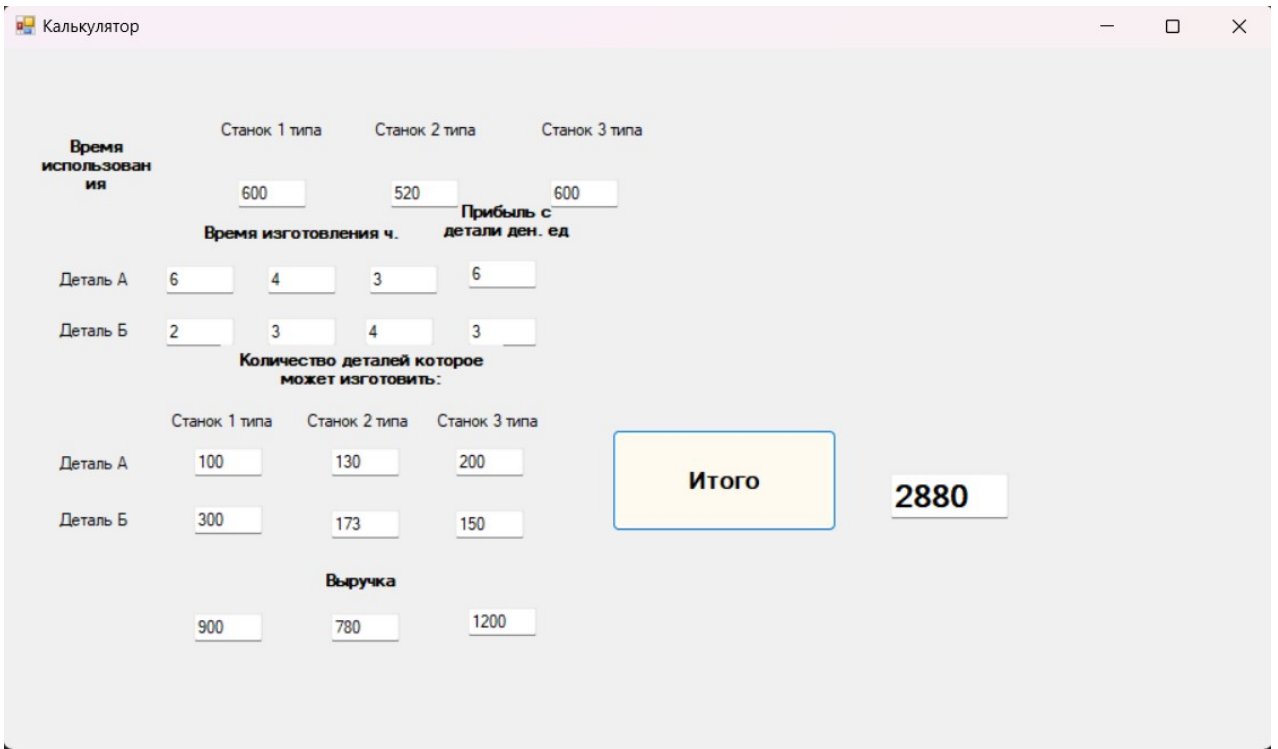 Калькулятор
Станок 1 типа Станок 2 типа Станок 3 типа
Время
использован
ия
600 520 600
Прибыль с
детали ден. ед
Время изготовления ч.
Деталь А 6 4 3 6
Деталь Б 2 3 4 3
Количество деталей которое
может изготовить:
Станок 1 типа Станок 2 типа Станок 3 типа
Деталь А 100 130 200
Итого
2880
Деталь Б 300 173 150
Выручка
900 780 1200